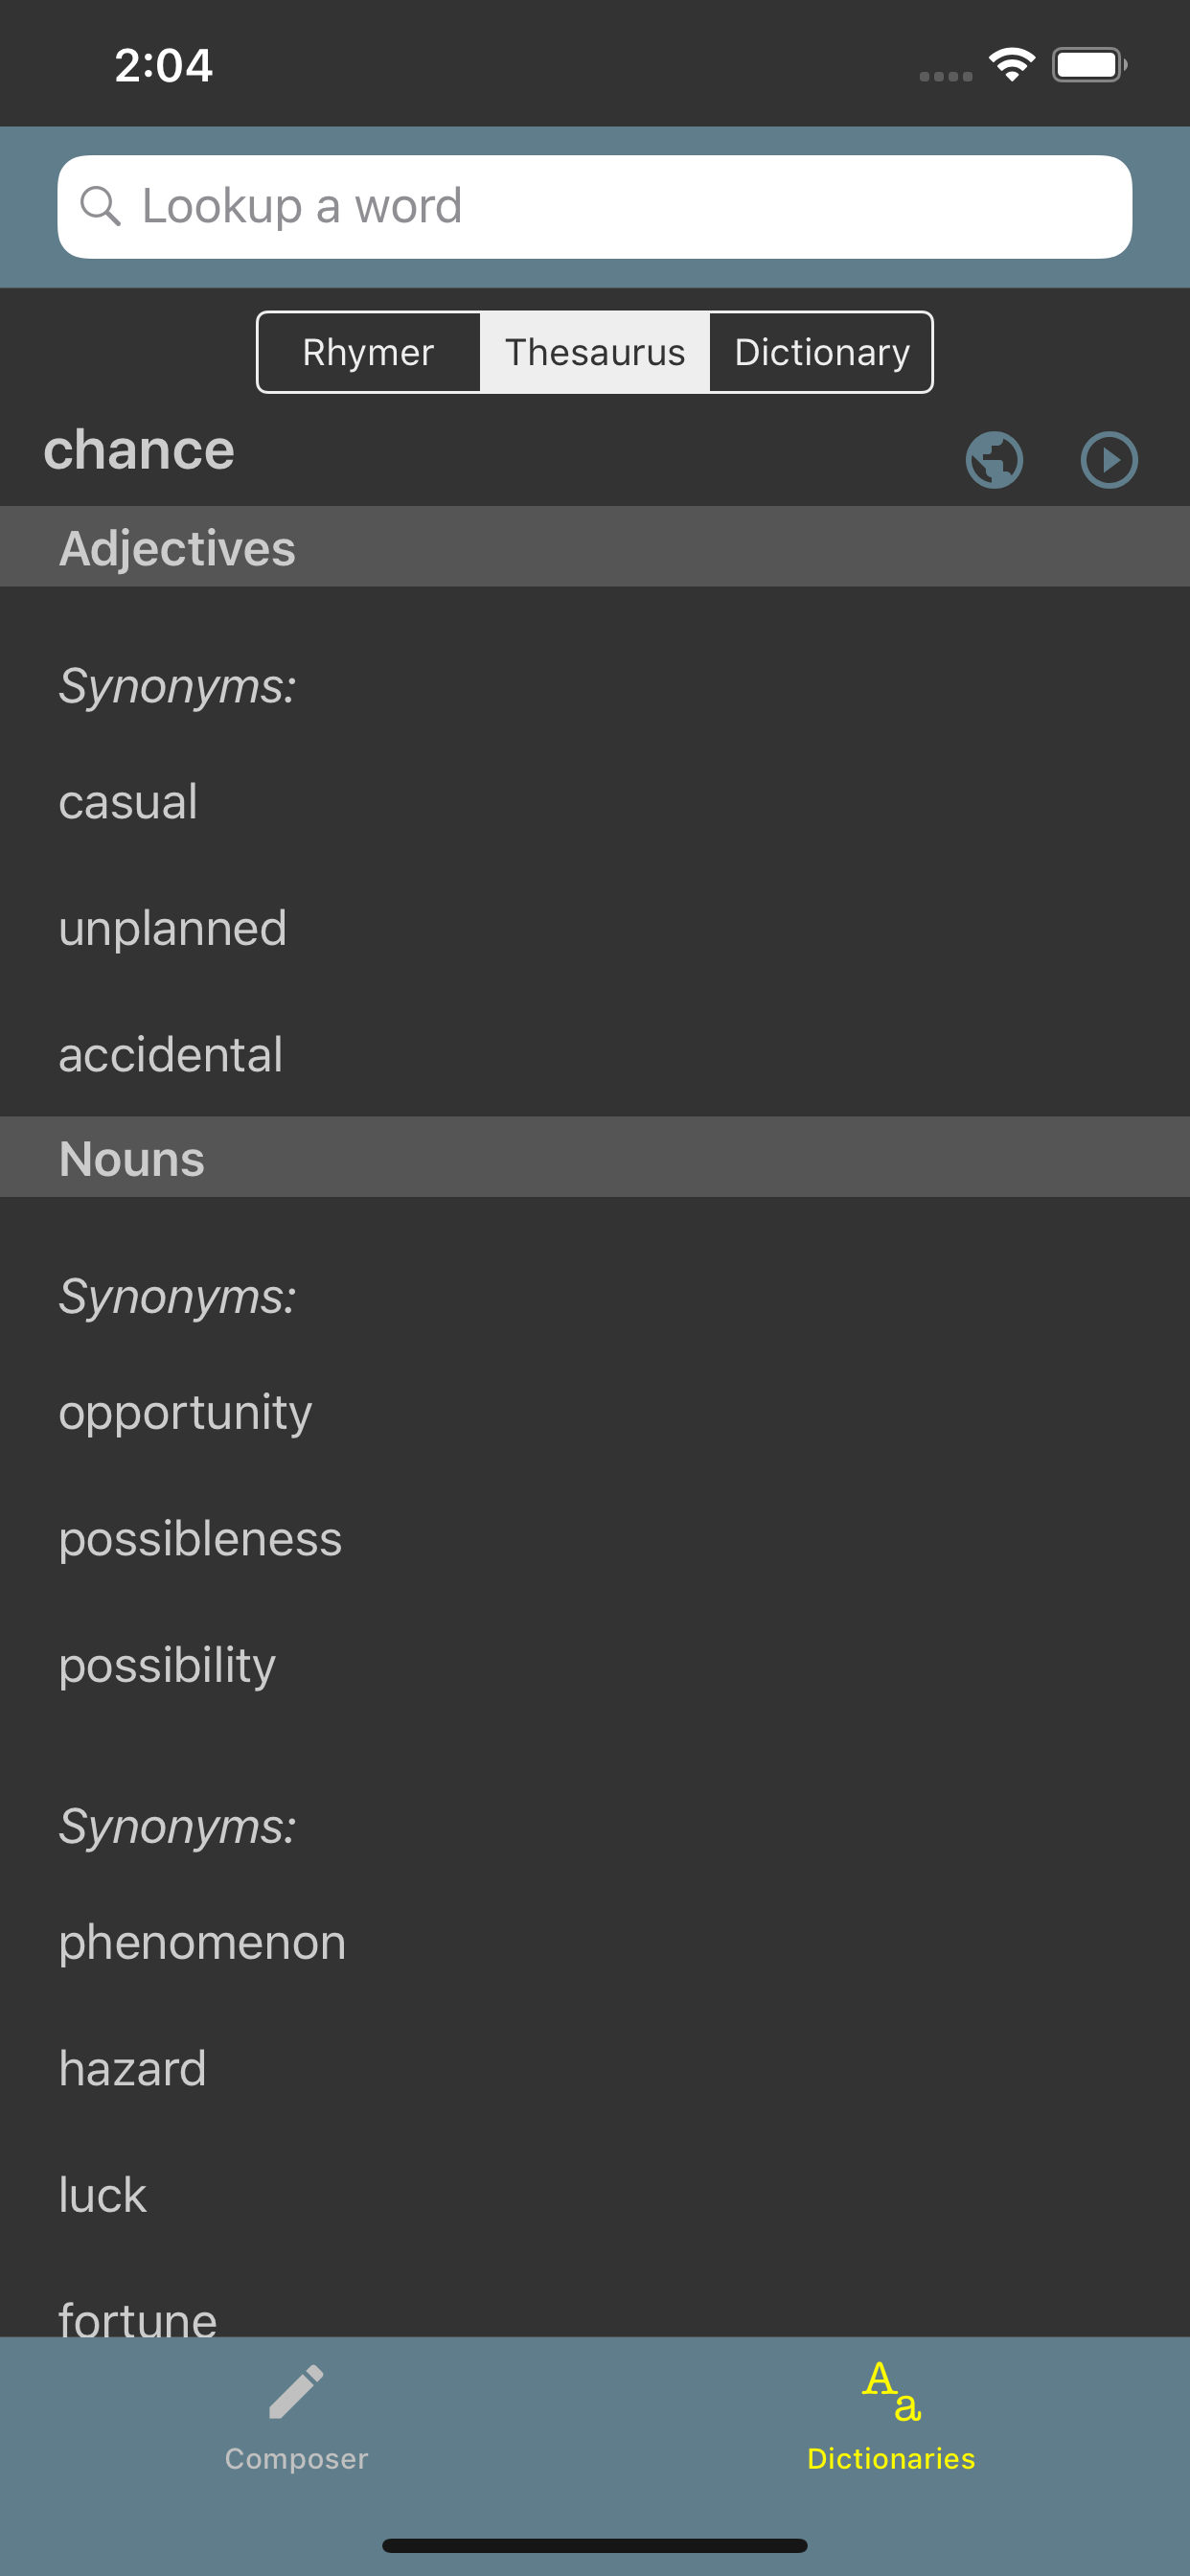 2:04
Lookup a word
Rhymer Thesaurus Dictionary
chance
Adjectives
Synonyms:
casual
unplanned
accidental
Nouns
Synonyms:
opportunity
possibleness
possibility
Synonyms:
phenomenon
hazard
luck
fortune
Composer Dictionaries